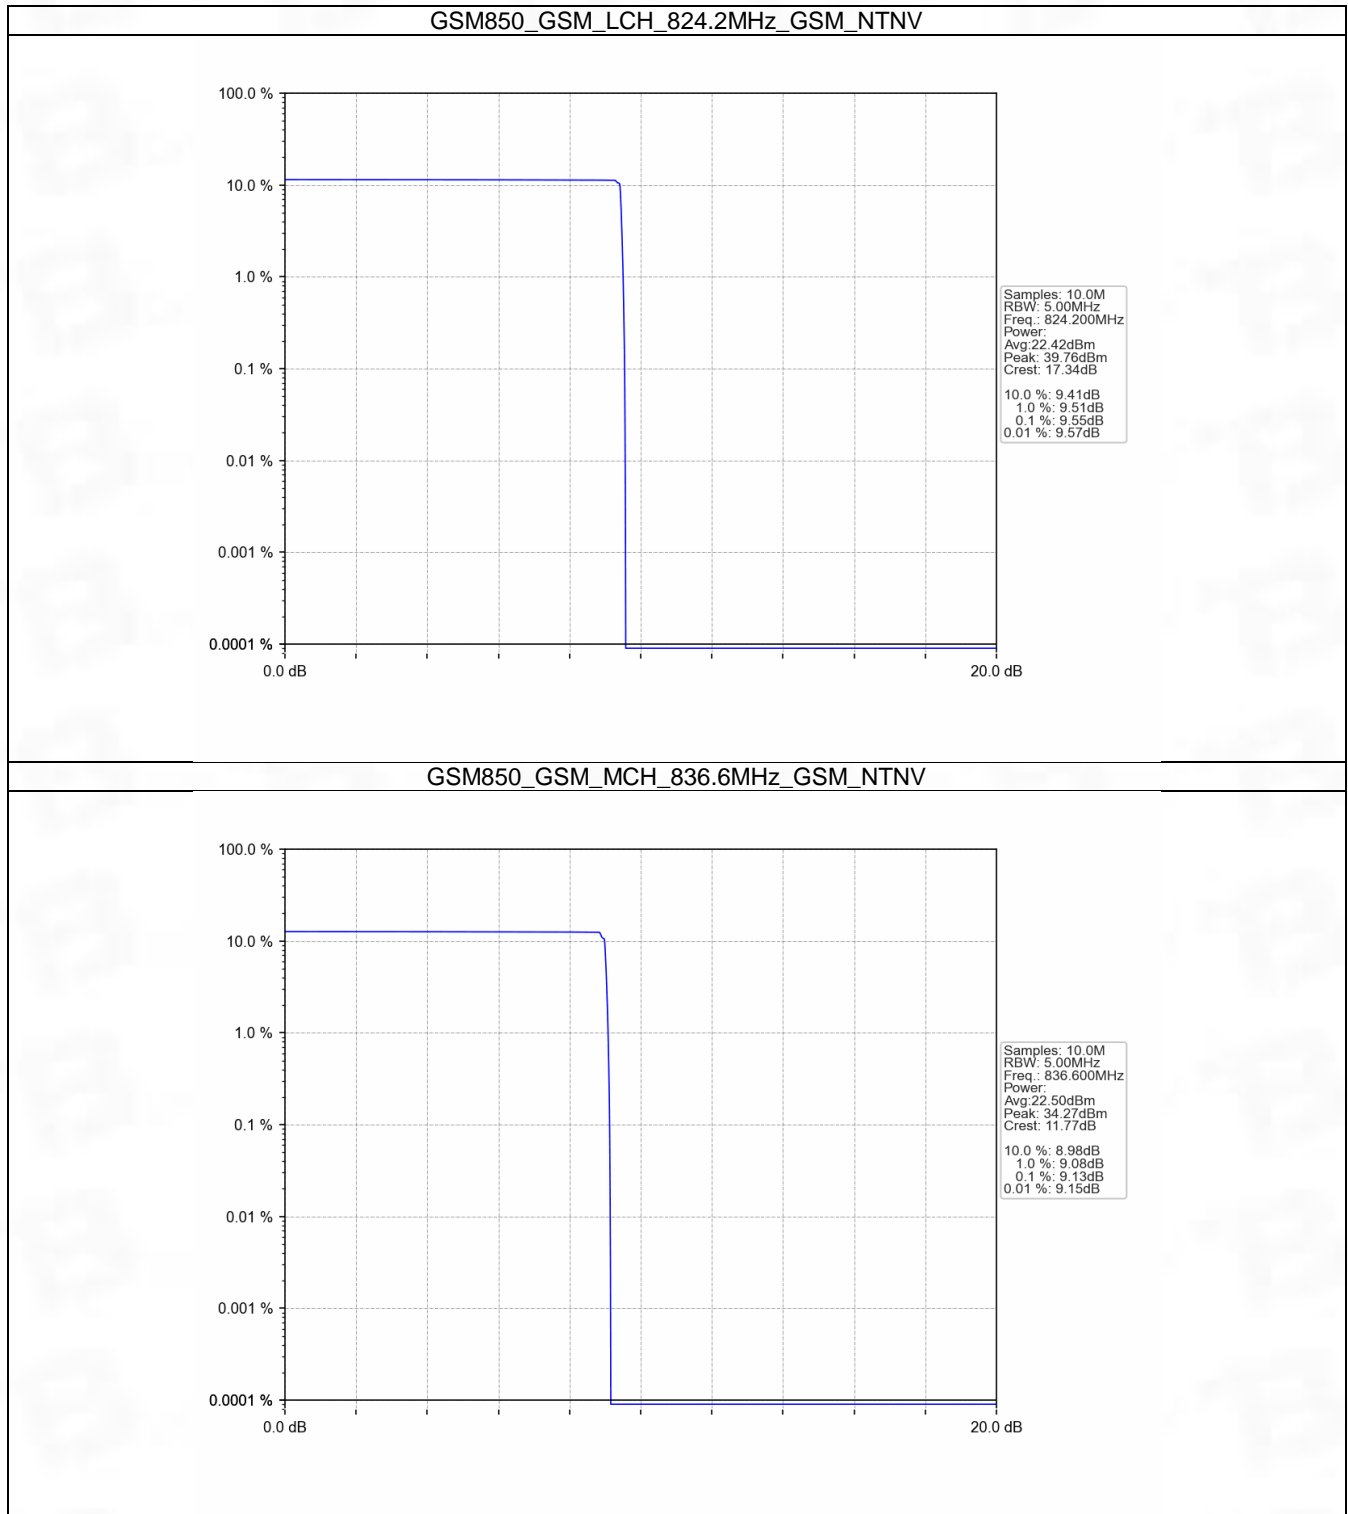 GSM850_GSM_LCH_824.2MHz_GSM_NTNV
100.0 %
10.0 %
1.0 %
0.1 %
0.01 %
0.001 %
0.0001 %
0.0 dB
20.0 dB
Samples: 10.0M
RBW: 5.00MHz
Freq.: 824.200MHz
Power:
Avg:22.42dBm
Peak: 39.76dBm
Crest: 17.34dB
10.0 %: 9.41dB
1.0 %: 9.51dB
0.1 %: 9.55dB
0.01 %: 9.57dB
GSM850_GSM_MCH_836.6MHz_GSM_NTNV
100.0 %
10.0 %
1.0 %
0.1 %
0.01 %
0.001 %
0.0001 %
0.0 dB
20.0 dB
Samples: 10.0M
RBW: 5.00MHz
Freq.: 836.600MHz
Power:
Avg:22.50dBm
Peak: 34.27dBm
Crest: 11.77dB
10.0 %: 8.98dB
1.0 %: 9.08dB
0.1 %: 9.13dB
0.01 %: 9.15dB